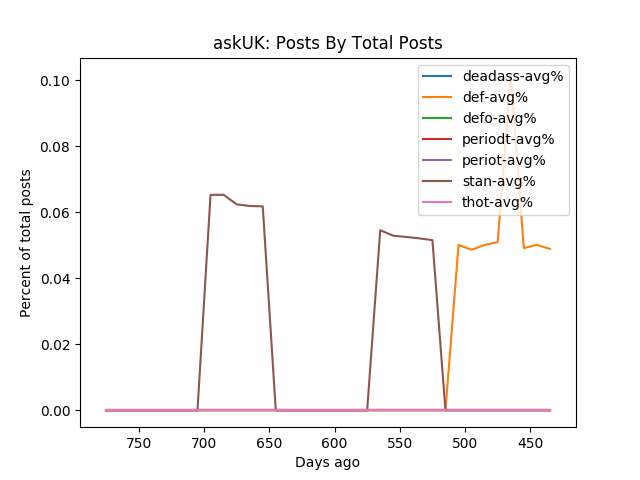 askUK: Posts By Total Posts
deadass-avg%
def-avg%
defo-avg%
periodt-avg%
periot-avg%
stan-avg%
thot-avg%
Percent of total posts
0.10
0.08
0.06
0.04
0.02
0.00
750 700 650 600 550 500 450
Days ago